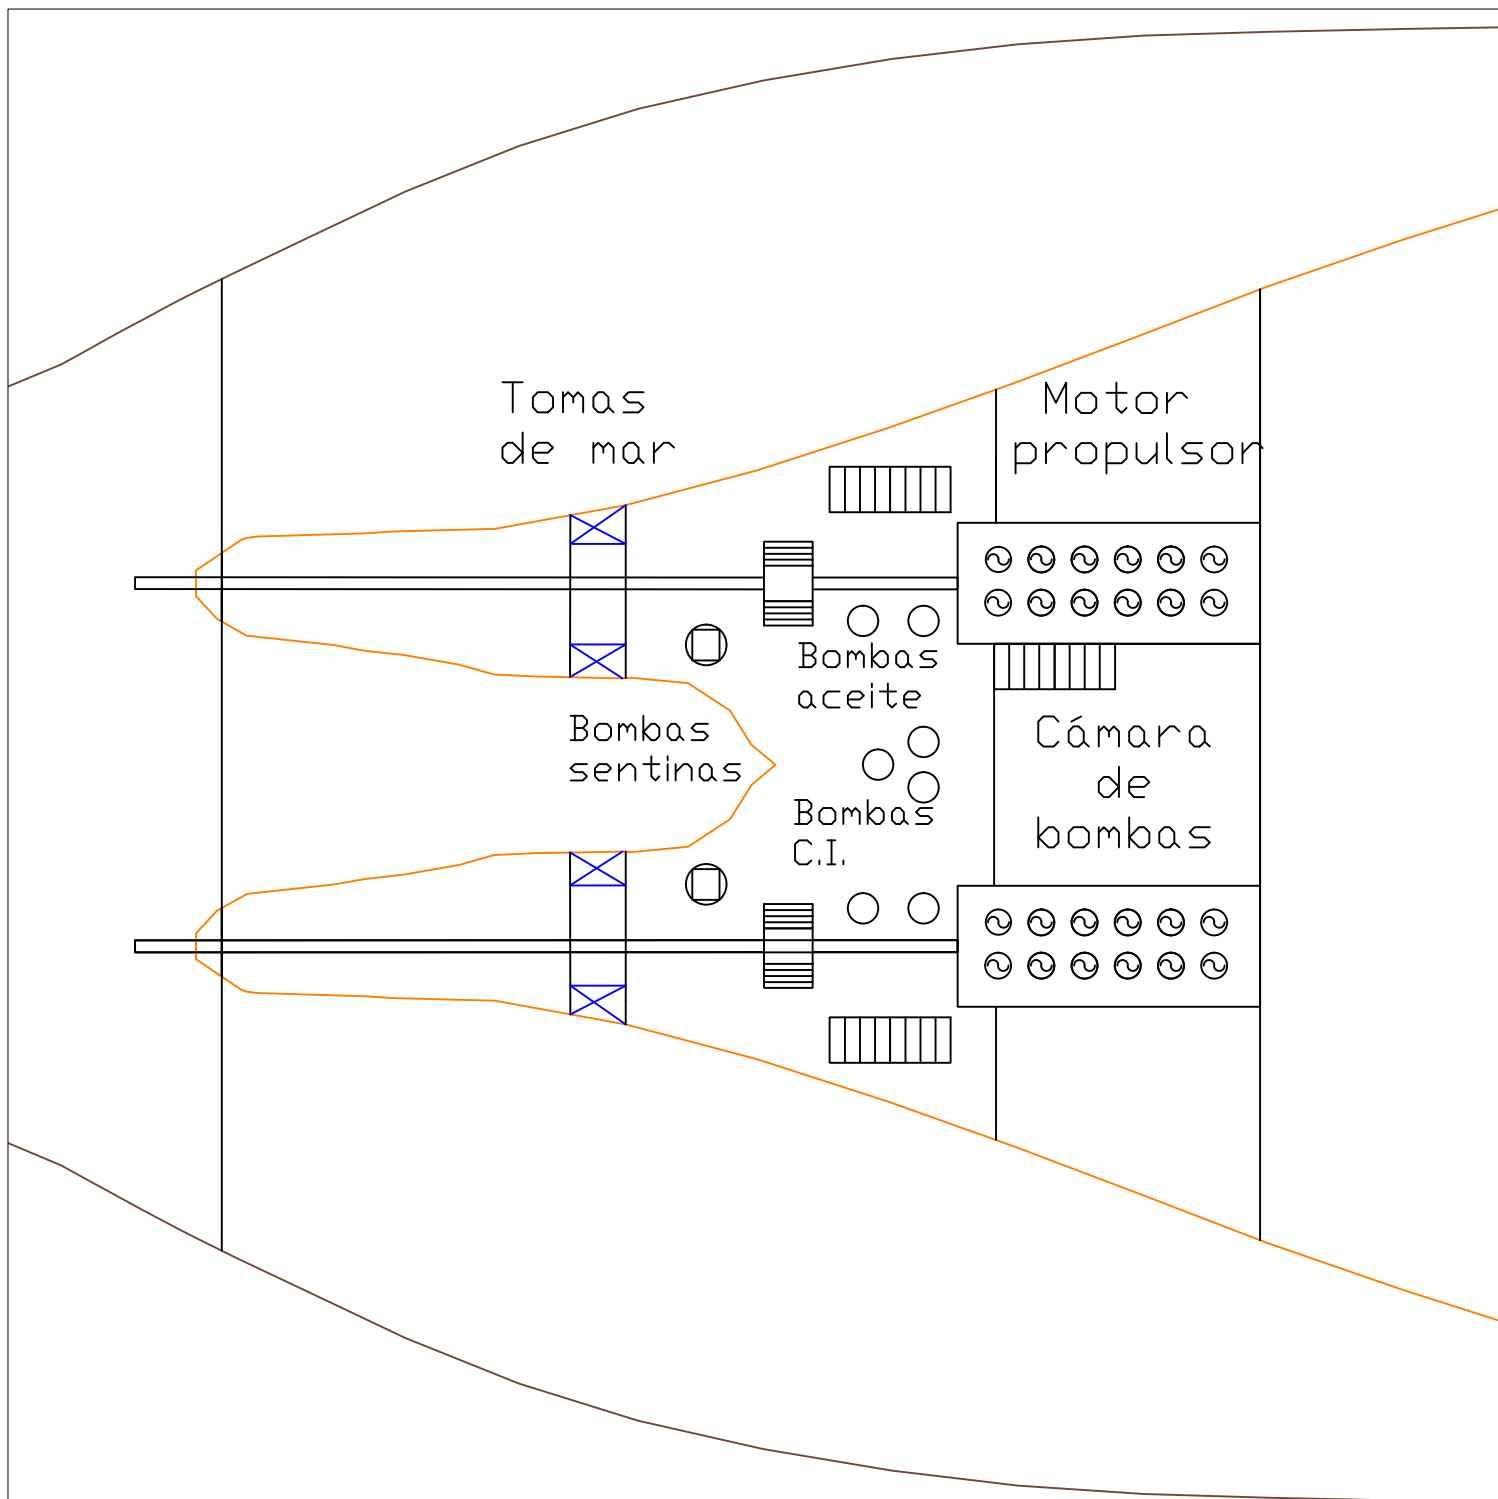 Tomas
de mar
Motor
propulsor
Bombas
aceite
Bombas
sentinas
Cámara
de
bombas
Bombas
C.I.